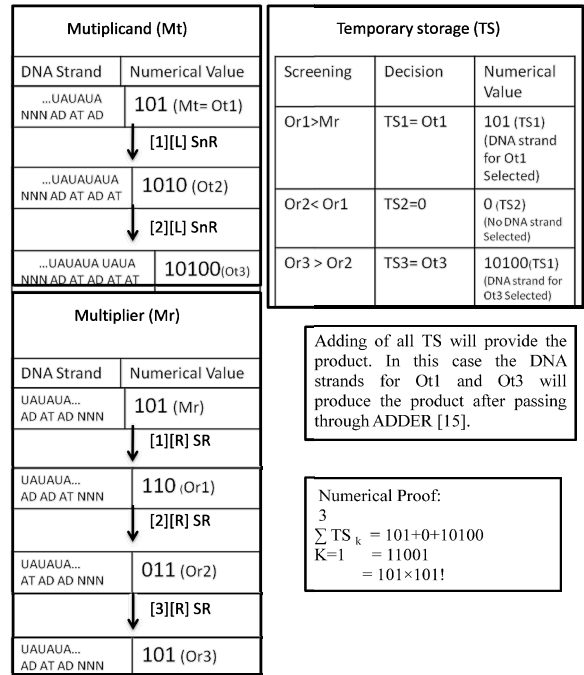 Mutiplicand (Mt)
DNA Strand Numerical Value
...UAUAUA
NNN AD AT AD
101 (Mt= Ot1)
[1][L] SnR
...UAUAUAUA
NNN AD AT AD AT
1010 (Ot2)
[2][L] SnR
...UAUAUA UAUA
NNN AD AT AD AT AT
10100(Ot3)
Multiplier (Mr)
DNA Strand Numerical Value
UAUAUA...
AD AT AD NNN
101 (Mr)
[1][R] SR
UAUAUA...
AD AD AT NNN
110 (Or1)
[2][R] SR
UAUAUA...
AT AD AD NNN
011 (Or2)
[3][R] SR
UAUAUA...
AD AT AD NNN
101 (Or3)
Temporary storage (TS)
Screening Decision Numerical
Value
Or1>Mr TS1= Ot1 101 (TS1)
(DNA strand
for Ot1
Selected)
Or2< Or1 TS2=0 0 (TS2)
(No DNA strand
Selected)
Or3 > Or2 TS3= Ot3 10100(TS1)
(DNA strand for
Ot3 Selected)
Adding of all TS will provide the
product. In this case the DNA
strands for Ot1 and Ot3 will
produce the product after passing
through ADDER [15].
Numerical Proof:
3
∑ TS k = 101+0+10100
K=1 = 11001
= 101×101!